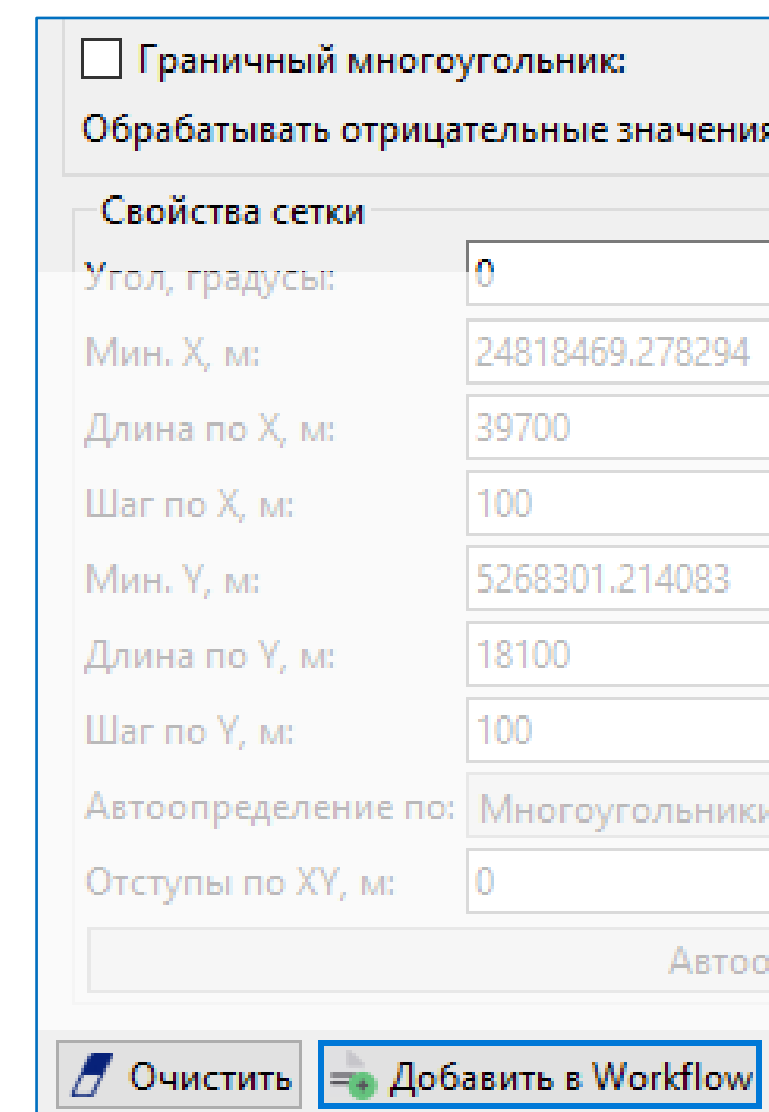 Граничный многоугольник:
Обрабатывать отрицательные значения
Свойства сетки
Угол, градусы: 0
Мин. X, м: 24818469.278294
Длина по X, м: 39700
Шаг по X, м: 100
Мин. Y, м: 5268301.214083
Длина по Y, м: 18100
Шаг по Y, м: 100
Автоопределение по: Многоугольники
Отступы по XY, м: 0
Автоо
Очистить Добавить в Workflow